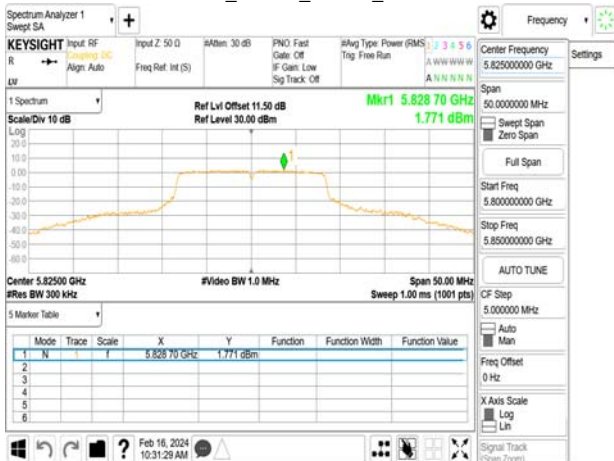 Spectrum Analyzer 1
Swept SA
Frequency
KEYSIGHT
Input: RF
Coupling: DC
Align: Auto
Input Z: 50 Ω
Freq Ref: Int (S)
#Atten: 30 dB
PNO: Fast
Gate: Off
IF Gain: Low
Sig Track: Off
#Avg Type: Power (RMS
Trig: Free Run
1 2 3 4 5 6
A W W W W W
A N N N N N
R
1 Spectrum
Scale/Div 10 dB
Ref Lvl Offset 11.50 dB
Ref Level 30.00 dBm
Mkr1 5.828 70 GHz
1.771 dBm
Log
20.0
10.0
0.00
-10.0
-20.0
-30.0
-40.0
-50.0
-60.0
1
Center 5.82500 GHz
#Res BW 300 kHz
#Video BW 1.0 MHz
Span 50.00 MHz
Sweep 1.00 ms (1001 pts)
5 Marker Table
Mode Trace Scale X Y Function Function Width Function Value
1 N 1 f 5.828 70 GHz 1.771 dBm
2
3
4
5
6
Feb 16, 2024
10:31:29 AM
Center Frequency
5.825000000 GHz
Settings
Span
50.0000000 MHz
Swept Span
Zero Span
Full Span
Start Freq
5.800000000 GHz
Stop Freq
5.850000000 GHz
AUTO TUNE
CF Step
5.000000 MHz
Auto
Man
Freq Offset
0 Hz
X Axis Scale
Log
Lin
Signal Track
(Span Zoom)